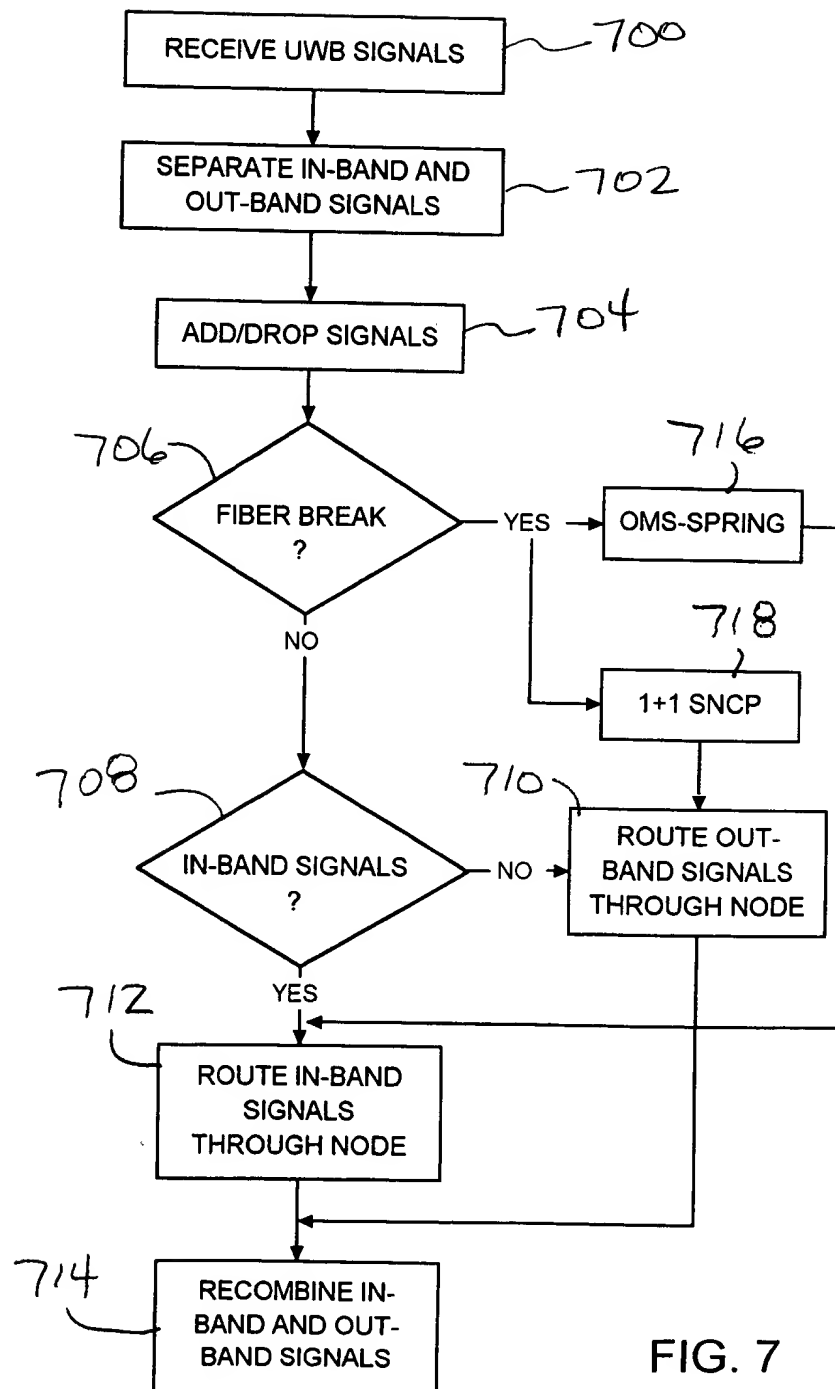 RECEIVE UWB SIGNALS
700
SEPARATE IN-BAND AND
OUT-BAND SIGNALS
702
ADD/DROP SIGNALS
704
706
FIBER BREAK
?
YES
716
OMS-SPRING
NO
718
1+1 SNCP
708
IN-BAND SIGNALS
?
NO
710
ROUTE OUT-
BAND SIGNALS
THROUGH NODE
YES
712
ROUTE IN-BAND
SIGNALS
THROUGH NODE
714
RECOMBINE IN-
BAND AND OUT-
BAND SIGNALS
FIG. 7